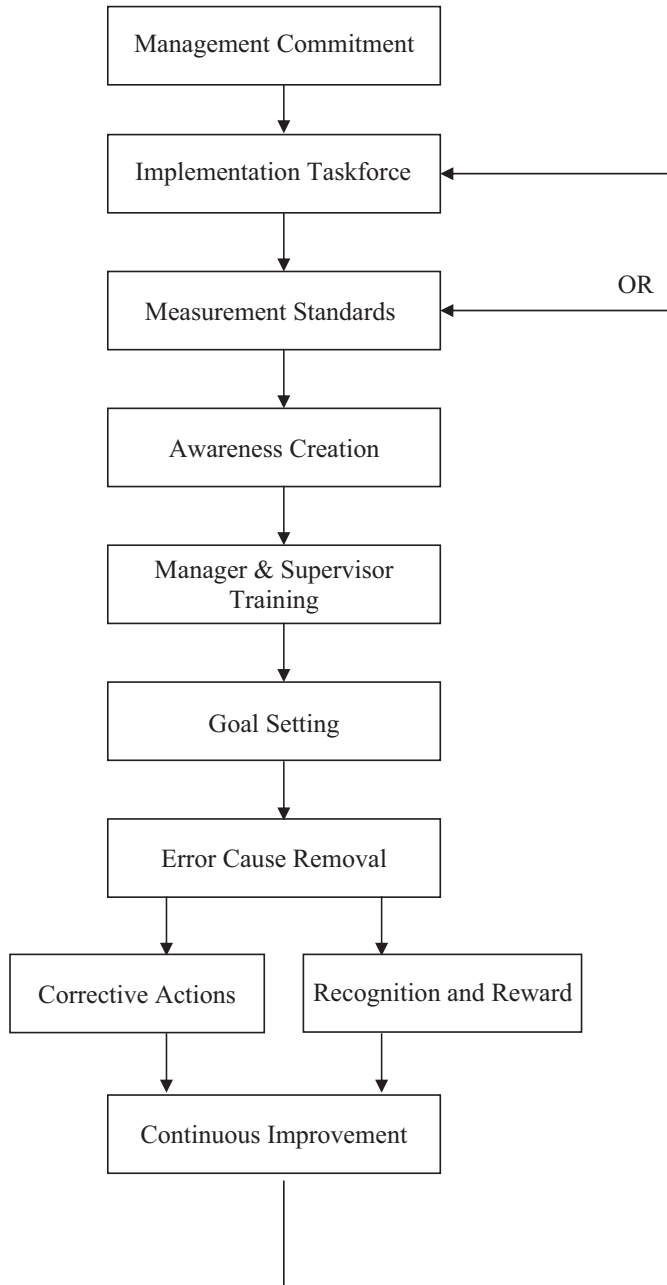 Management Commitment
Implementation Taskforce
OR
Measurement Standards
Awareness Creation
Manager & Supervisor
Training
Goal Setting
Error Cause Removal
Corrective Actions
Recognition and Reward
Continuous Improvement